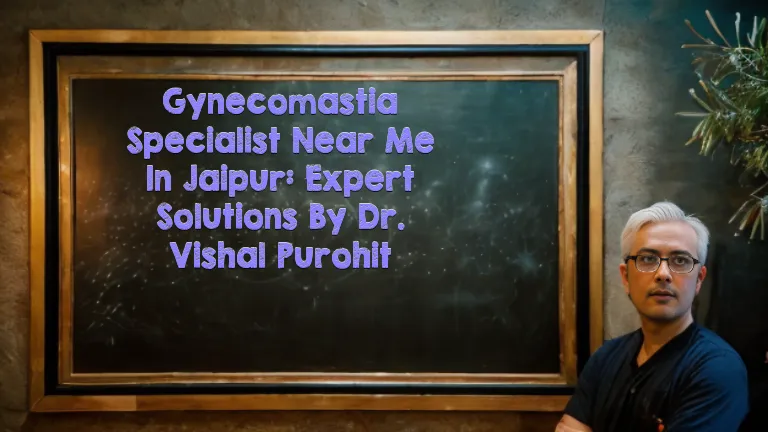 Gynecomastia
Specialist Near Me
In Jaipur: Expert
Solutions By Dr.
Vishal Purohit